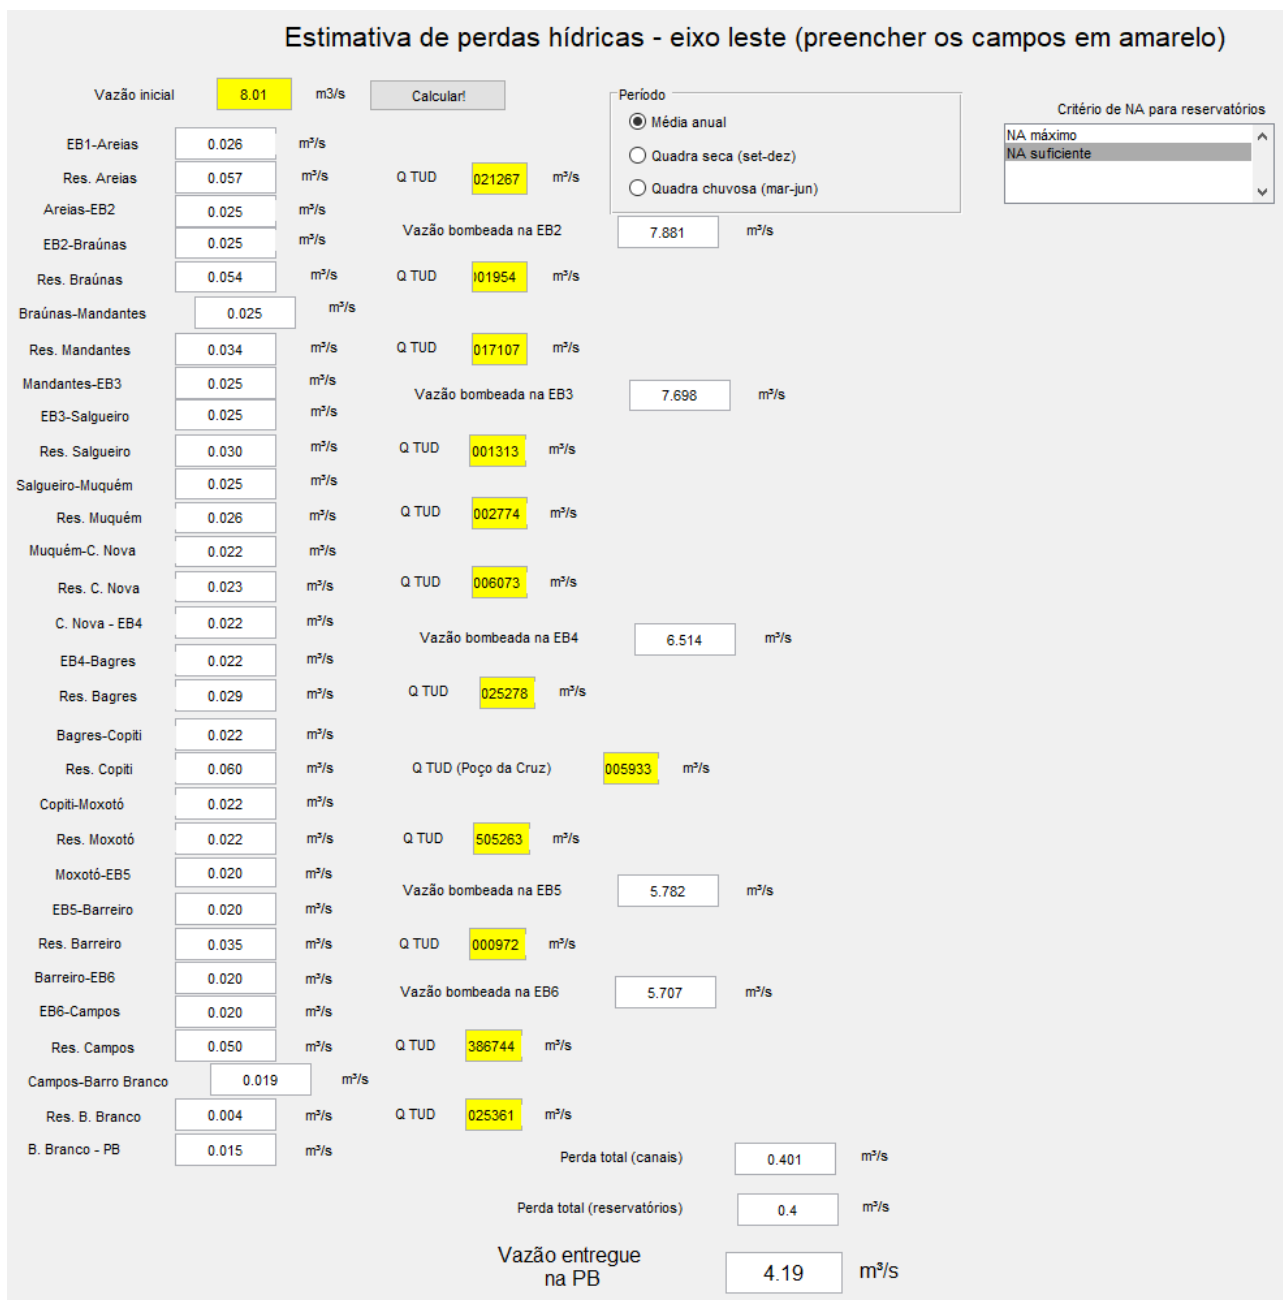 Estimativa de perdas hídricas - eixo leste (preencher os campos em amarelo)
Vazão inicial 8.01 m3/s Calcular!
Período
Média anual
Quadra seca (set-dez)
Quadra chuvosa (mar-jun)
Critério de NA para reservatórios
NA máximo
NA suficiente
EB1-Areias 0.026 m³/s
Res. Areias 0.057 m³/s Q TUD 021267 m³/s
Areias-EB2 0.025 m³/s
Vazão bombeada na EB2 7.881 m³/s
EB2-Braúnas 0.025 m³/s
Res. Braúnas 0.054 m³/s Q TUD 001954 m³/s
Braúnas-Mandantes 0.025 m³/s
Res. Mandantes 0.034 m³/s Q TUD 017107 m³/s
Mandantes-EB3 0.025 m³/s
Vazão bombeada na EB3 7.698 m³/s
EB3-Salgueiro 0.025 m³/s
Res. Salgueiro 0.030 m³/s Q TUD 001313 m³/s
Salgueiro-Muquém 0.025 m³/s
Res. Muquém 0.026 m³/s Q TUD 002774 m³/s
Muquém-C. Nova 0.022 m³/s
Res. C. Nova 0.023 m³/s Q TUD 006073 m³/s
C. Nova - EB4 0.022 m³/s
Vazão bombeada na EB4 6.514 m³/s
EB4-Bagres 0.022 m³/s
Res. Bagres 0.029 m³/s Q TUD 025278 m³/s
Bagres-Copiti 0.022 m³/s
Res. Copiti 0.060 m³/s Q TUD (Poço da Cruz) 005933 m³/s
Copiti-Moxotó 0.022 m³/s
Res. Moxotó 0.022 m³/s Q TUD 505263 m³/s
Moxotó-EB5 0.020 m³/s
Vazão bombeada na EB5 5.782 m³/s
EB5-Barreiro 0.020 m³/s
Res. Barreiro 0.035 m³/s Q TUD 000972 m³/s
Barreiro-EB6 0.020 m³/s
Vazão bombeada na EB6 5.707 m³/s
EB6-Campos 0.020 m³/s
Res. Campos 0.050 m³/s Q TUD 386744 m³/s
Campos-Barro Branco 0.019 m³/s
Res. B. Branco 0.004 m³/s Q TUD 025361 m³/s
B. Branco - PB 0.015 m³/s
Perda total (canais) 0.401 m³/s
Perda total (reservatórios) 0.4 m³/s
Vazão entregue
na PB 4.19 m³/s